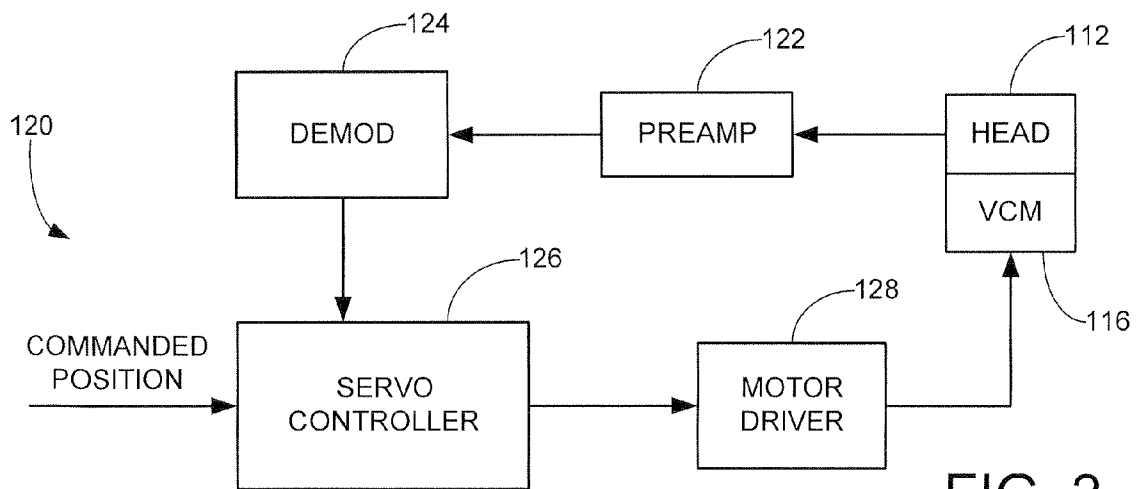 124
122
112
120
DEMOD
PREAMP
HEAD
VCM
126
128
116
COMMANDED
POSITION
SERVO
CONTROLLER
MOTOR
DRIVER